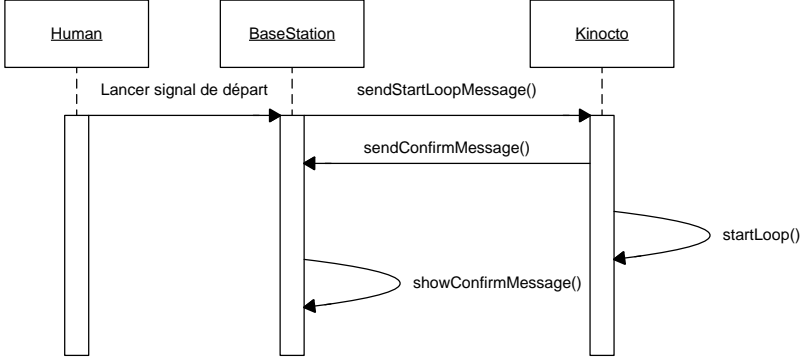 Human
BaseStation
Kinocto
Lancer signal de départ
sendStartLoopMessage()
sendConfirmMessage()
startLoop()
showConfirmMessage()